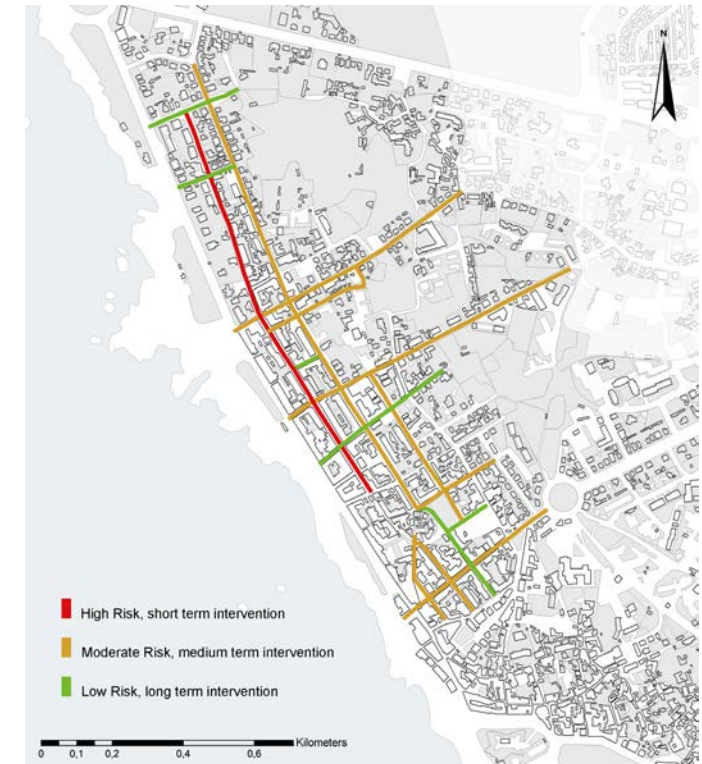 N
High Risk, short term intervention
Moderate Risk, medium term intervention
Low Risk, long term intervention
Kilometers
0 0,1 0,2 0,4 0,6